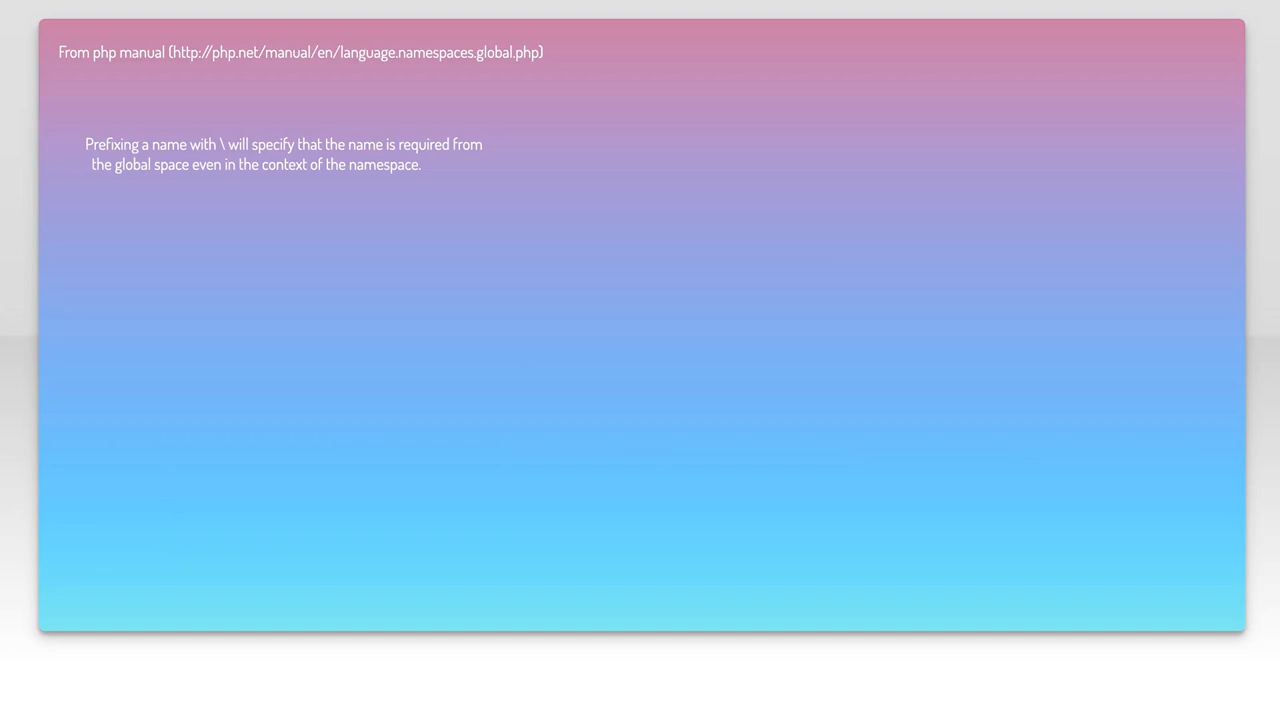 From php manual (http://php.net/manual/en/language.namespaces.global.php)
Prefixing a name with \ will specify that the name is required from
the global space even in the context of the namespace.